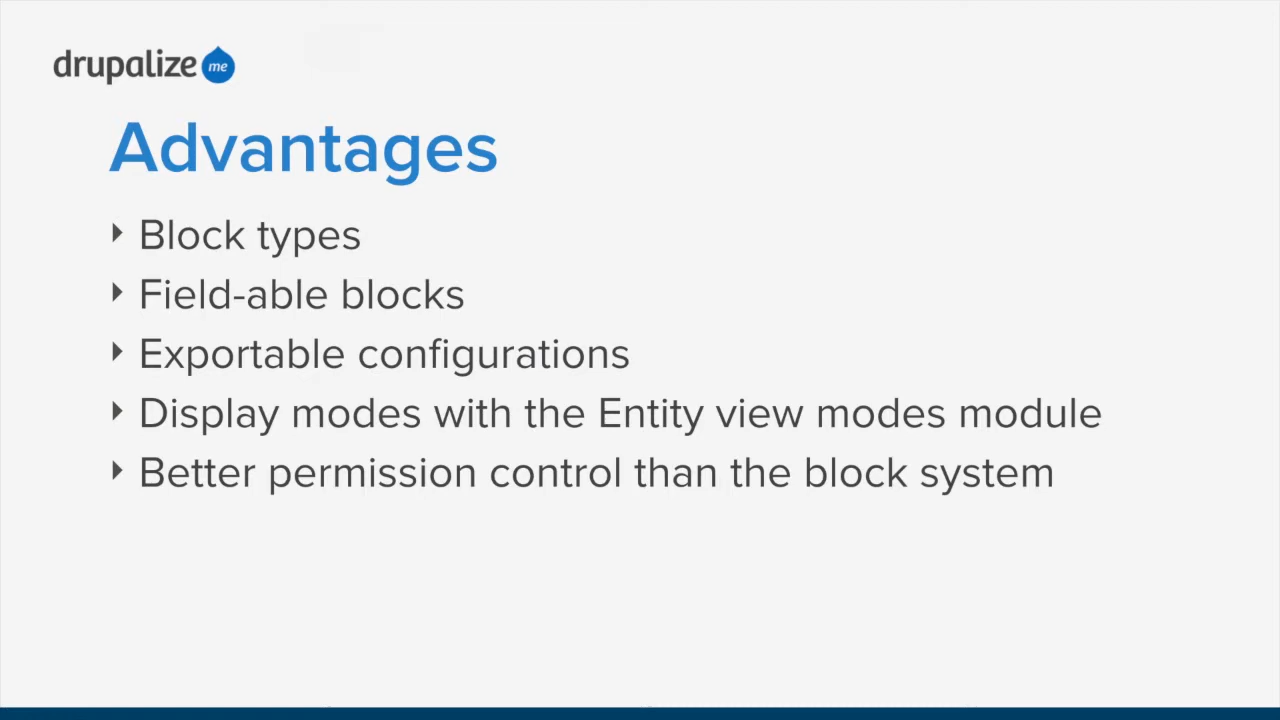 drupalize me
Advantages
Block types
Field-able blocks
Exportable configurations
Display modes with the Entity view modes module
Better permission control than the block system